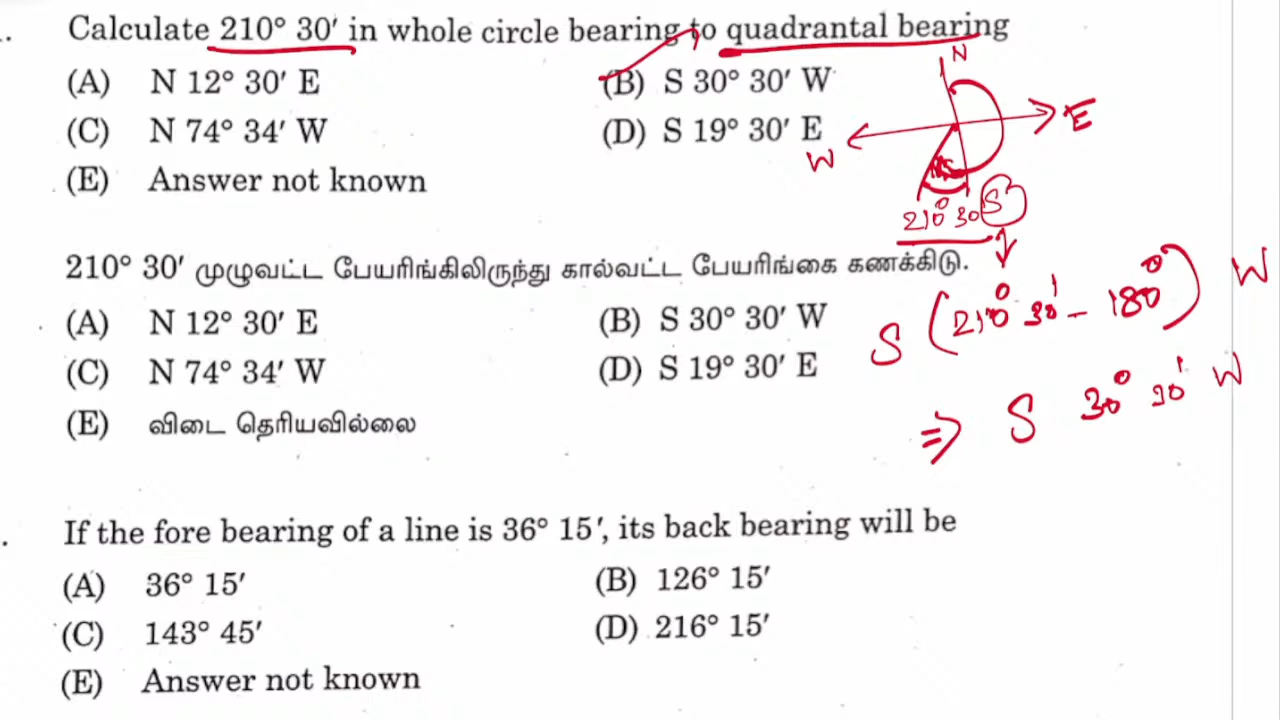 Calculate 210° 30′ in whole circle bearing to quadrantal bearing
(A) N 12° 30′ E (B) S 30° 30′ W
(C) N 74° 34′ W (D) S 19° 30′ E
(E) Answer not known
N
E
W
S
210° 30
S (210° 30' - 180°) W
⇒ S 30° 30' W
210° 30′ முழுவட்ட பேயரிங்கிலிருந்து கால்வட்ட பேயரிங்கை கணக்கிடு.
(A) N 12° 30′ E (B) S 30° 30′ W
(C) N 74° 34′ W (D) S 19° 30′ E
(E) விடை தெரியவில்லை
If the fore bearing of a line is 36° 15′, its back bearing will be
(A) 36° 15′ (B) 126° 15′
(C) 143° 45′ (D) 216° 15′
(E) Answer not known